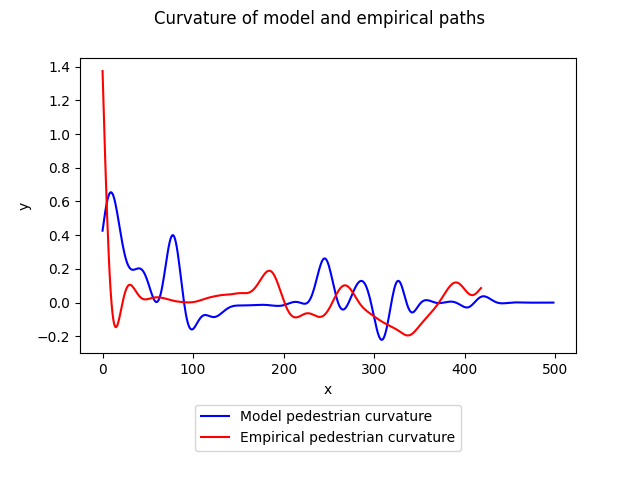 Curvature of model and empirical paths
1.4
1.2
1.0
0.8
0.6
0.4
0.2
0.0
−0.2
y
0 100 200 300 400 500
x
Model pedestrian curvature
Empirical pedestrian curvature